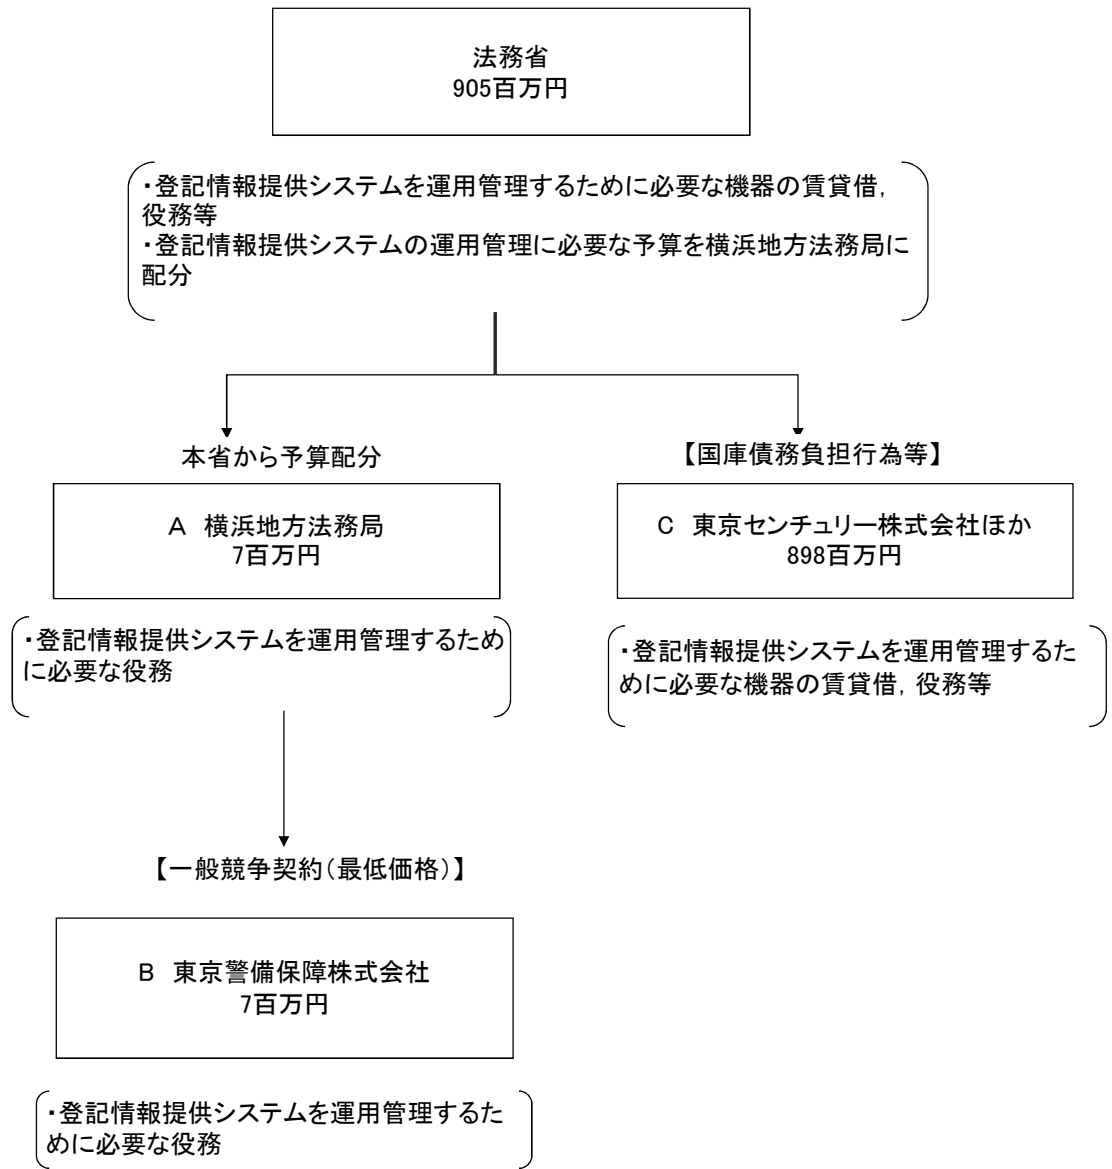 法務省
905百万円
・登記情報提供システムを運用管理するために必要な機器の賃貸借，
役務等
・登記情報提供システムの運用管理に必要な予算を横浜地方法務局に
配分
本省から予算配分
【国庫債務負担行為等】
A　横浜地方法務局
7百万円
C　東京センチュリー株式会社ほか
898百万円
・登記情報提供システムを運用管理するため
に必要な役務
・登記情報提供システムを運用管理するた
めに必要な機器の賃貸借，役務等
【一般競争契約（最低価格）】
B　東京警備保障株式会社
7百万円
・登記情報提供システムを運用管理するた
めに必要な役務